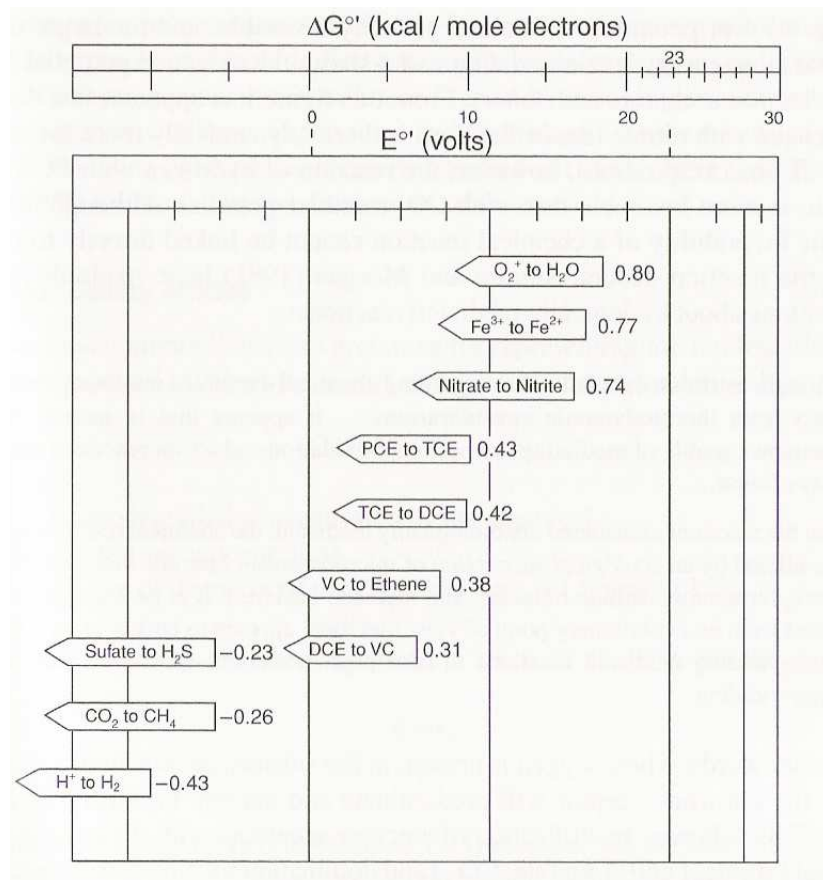 ΔG°' (kcal / mole electrons)
23
0 10 20 30
E°' (volts)
O₂⁺ to H₂O 0.80
Fe³⁺ to Fe²⁺ 0.77
Nitrate to Nitrite 0.74
PCE to TCE 0.43
TCE to DCE 0.42
VC to Ethene 0.38
Sufate to H₂S −0.23 DCE to VC 0.31
CO₂ to CH₄ −0.26
H⁺ to H₂ −0.43